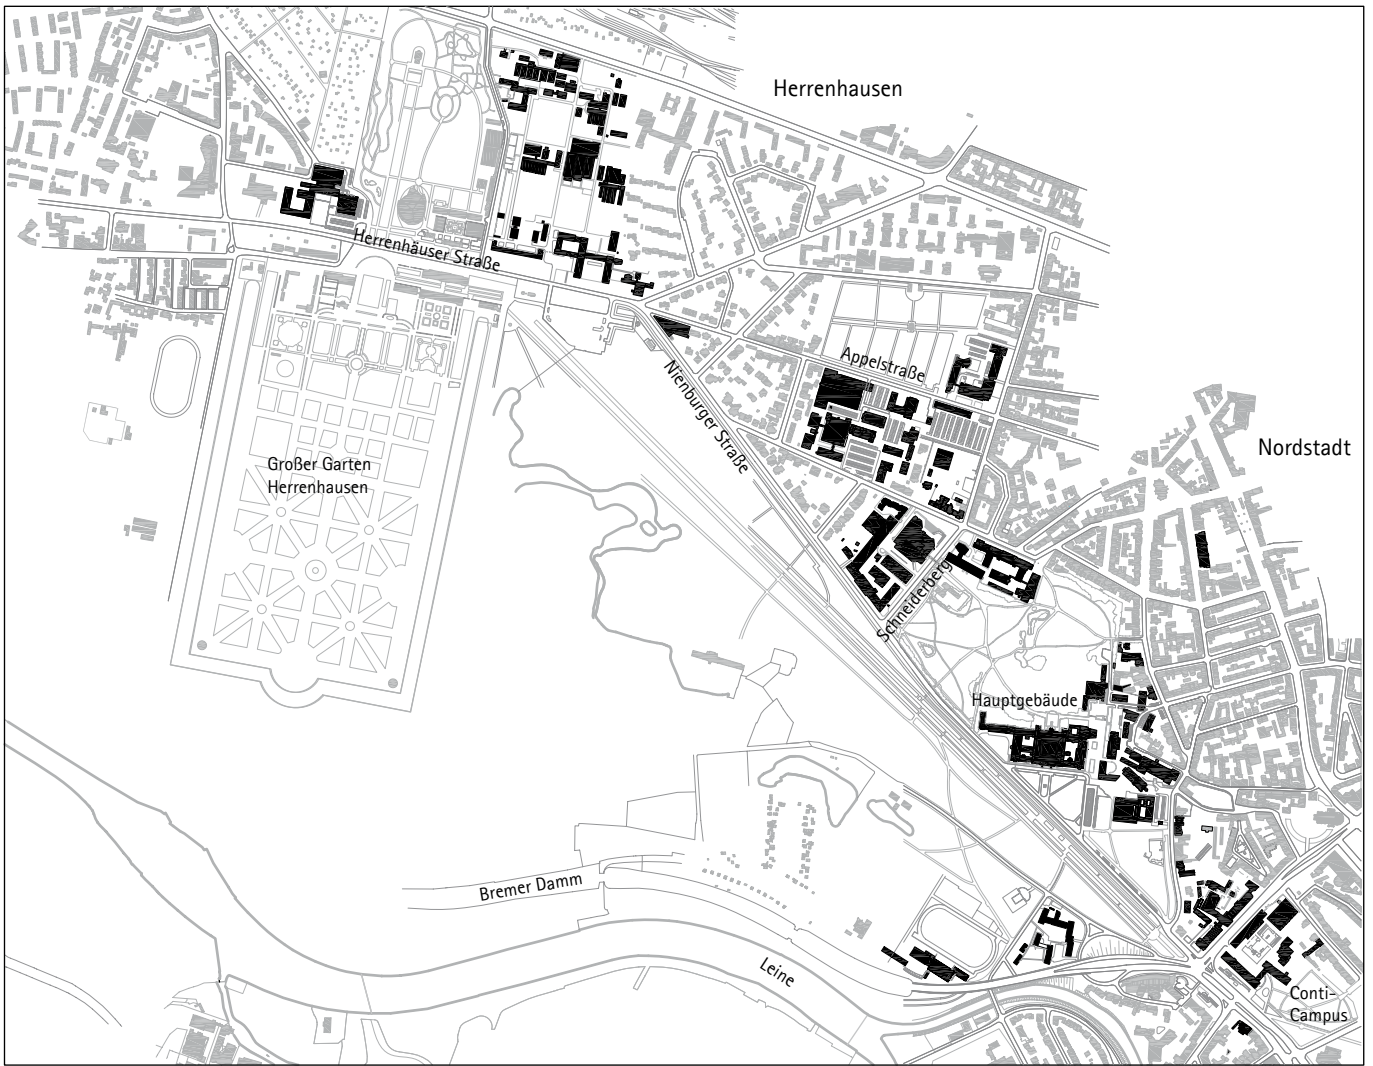 Herrenhausen
Herrenhäuser Straße
Appelstraße
Nienburger Straße
Nordstadt
Großer Garten
Herrenhausen
Schneiderberg
Hauptgebäude
Bremer Damm
Leine
Conti-
Campus